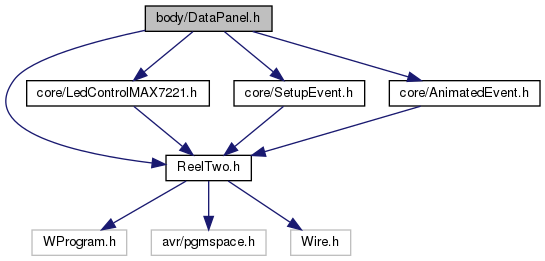 body/DataPanel.h
core/LedControlMAX7221.h
core/SetupEvent.h
core/AnimatedEvent.h
ReelTwo.h
WProgram.h
avr/pgmspace.h
Wire.h